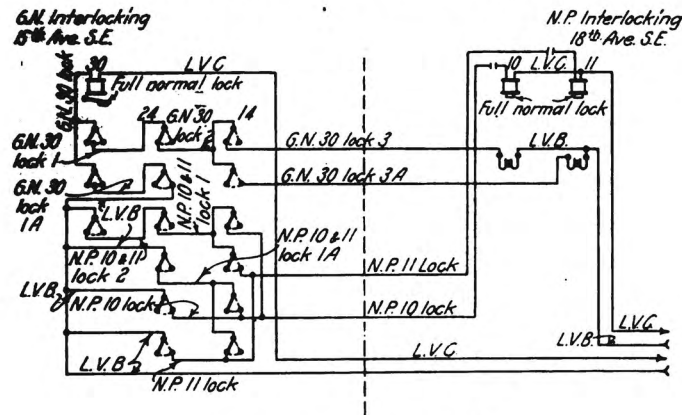 G.N. Interlocking
15th Ave. S.E.
N.P. Interlocking
18th Ave. S.E.
30
L.V.C.
Full normal lock
G.N. 30 lock
10
L.V.C.
11
Full normal lock
24
G.N. 30
lock 2
14
G.N. 30
lock 1
G.N. 30 lock 3
L.V.B.
G.N. 30
lock
1A
G.N. 30 lock 3A
N.P. 10 & 11
lock 1
L.V.B
N.P. 10 & 11
lock 2
N.P. 10 & 11
lock 1A
N.P. 11 Lock
L.V.B.
N.P. 10 lock
N.P. 10 lock
L.V.C.
L.V.B.
L.V.C.
L.V.B
N.P. 11 lock